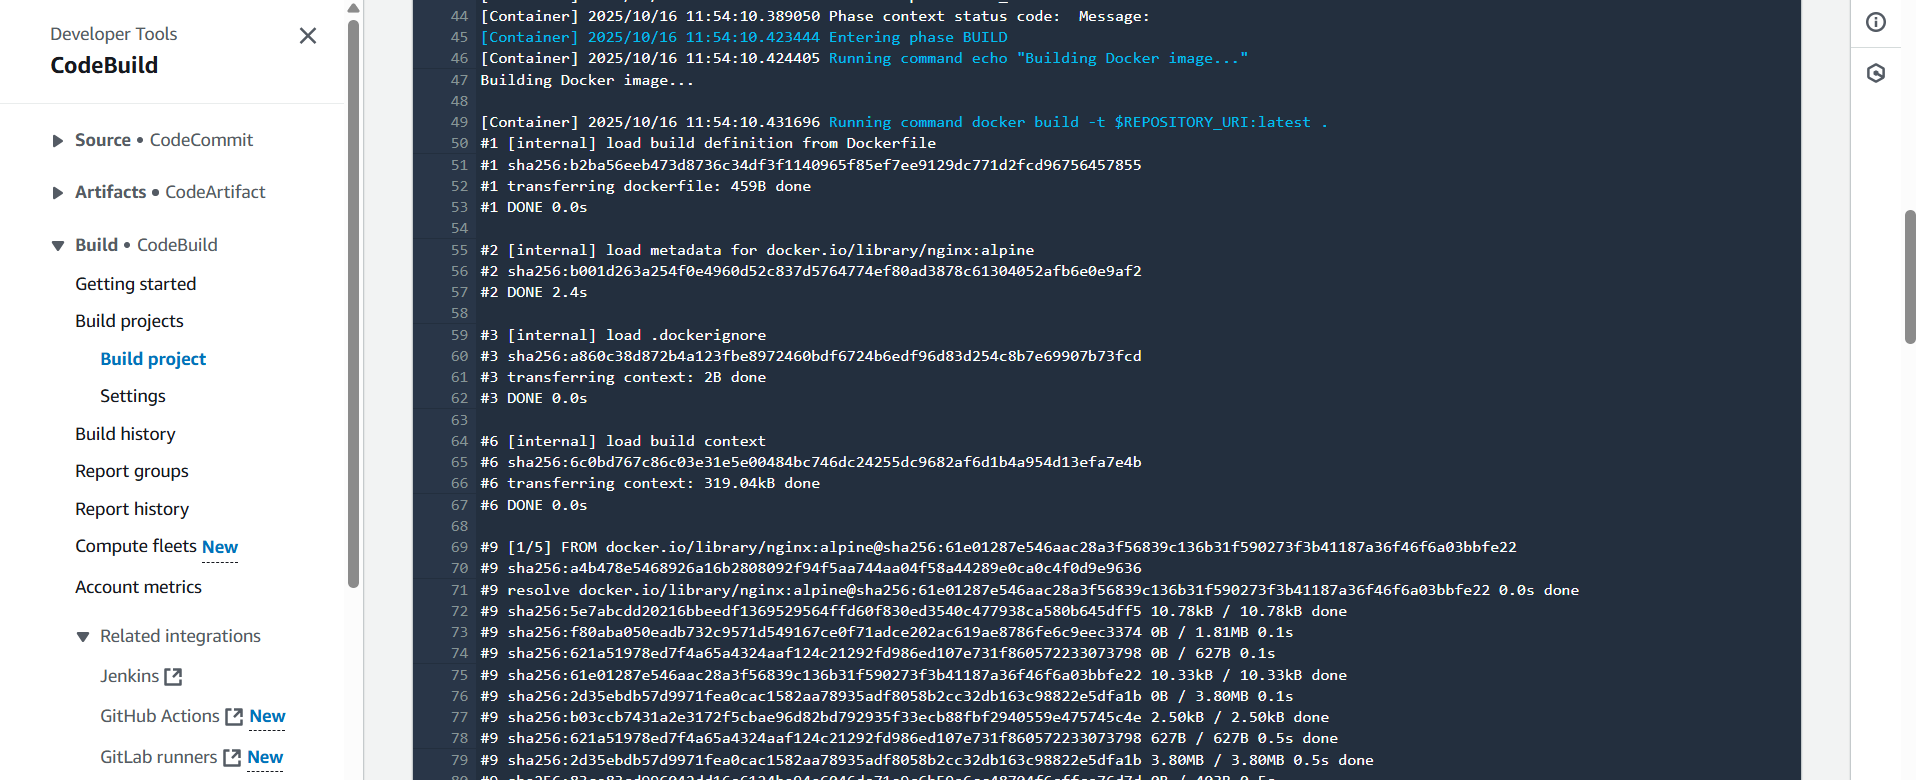 Developer Tools
CodeBuild
Source • CodeCommit
Artifacts • CodeArtifact
Build • CodeBuild
Getting started
Build projects
Build project
Settings
Build history
Report groups
Report history
Compute fleets New
Account metrics
Related integrations
Jenkins
GitHub Actions New
GitLab runners New
44 [Container] 2025/10/16 11:54:10.389050 Phase context status code:  Message:
45 [Container] 2025/10/16 11:54:10.423444 Entering phase BUILD
46 [Container] 2025/10/16 11:54:10.424405 Running command echo "Building Docker image..."
47 Building Docker image...
48
49 [Container] 2025/10/16 11:54:10.431696 Running command docker build -t $REPOSITORY_URI:latest .
50 #1 [internal] load build definition from Dockerfile
51 #1 sha256:b2ba56eeb473d8736c34df3f1140965f85ef7ee9129dc771d2fcd96756457855
52 #1 transferring dockerfile: 459B done
53 #1 DONE 0.0s
54
55 #2 [internal] load metadata for docker.io/library/nginx:alpine
56 #2 sha256:b001d263a254f0e4960d52c837d5764774ef80ad3878c61304052afb6e0e9af2
57 #2 DONE 2.4s
58
59 #3 [internal] load .dockerignore
60 #3 sha256:a860c38d872b4a123fbe8972460bdf6724b6edf96d83d254c8b7e69907b73fcd
61 #3 transferring context: 2B done
62 #3 DONE 0.0s
63
64 #6 [internal] load build context
65 #6 sha256:6c0bd767c86c03e31e5e00484bc746dc24255dc9682af6d1b4a954d13efa7e4b
66 #6 transferring context: 319.04kB done
67 #6 DONE 0.0s
68
69 #9 [1/5] FROM docker.io/library/nginx:alpine@sha256:61e01287e546aac28a3f56839c136b31f590273f3b41187a36f46f6a03bbfe22
70 #9 sha256:a4b478e5468926a16b2808092f94f5aa744aa04f58a44289e0ca0c4f0d9e9636
71 #9 resolve docker.io/library/nginx:alpine@sha256:61e01287e546aac28a3f56839c136b31f590273f3b41187a36f46f6a03bbfe22 0.0s done
72 #9 sha256:5e7abcdd20216bbeedf1369529564ffd60f830ed3540c477938ca580b645dff5 10.78kB / 10.78kB done
73 #9 sha256:f80aba050eadb732c9571d549167ce0f71adce202ac619ae8786fe6c9eec3374 0B / 1.81MB 0.1s
74 #9 sha256:621a51978ed7f4a65a4324aaf124c21292fd986ed107e731f860572233073798 0B / 627B 0.1s
75 #9 sha256:61e01287e546aac28a3f56839c136b31f590273f3b41187a36f46f6a03bbfe22 10.33kB / 10.33kB done
76 #9 sha256:2d35ebdb57d9971fea0cac1582aa78935adf8058b2cc32db163c98822e5dfa1b 0B / 3.80MB 0.1s
77 #9 sha256:b03ccb7431a2e3172f5cbae96d82bd792935f33ecb88fbf2940559e475745c4e 2.50kB / 2.50kB done
78 #9 sha256:621a51978ed7f4a65a4324aaf124c21292fd986ed107e731f860572233073798 627B / 627B 0.5s done
79 #9 sha256:2d35ebdb57d9971fea0cac1582aa78935adf8058b2cc32db163c98822e5dfa1b 3.80MB / 3.80MB 0.5s done